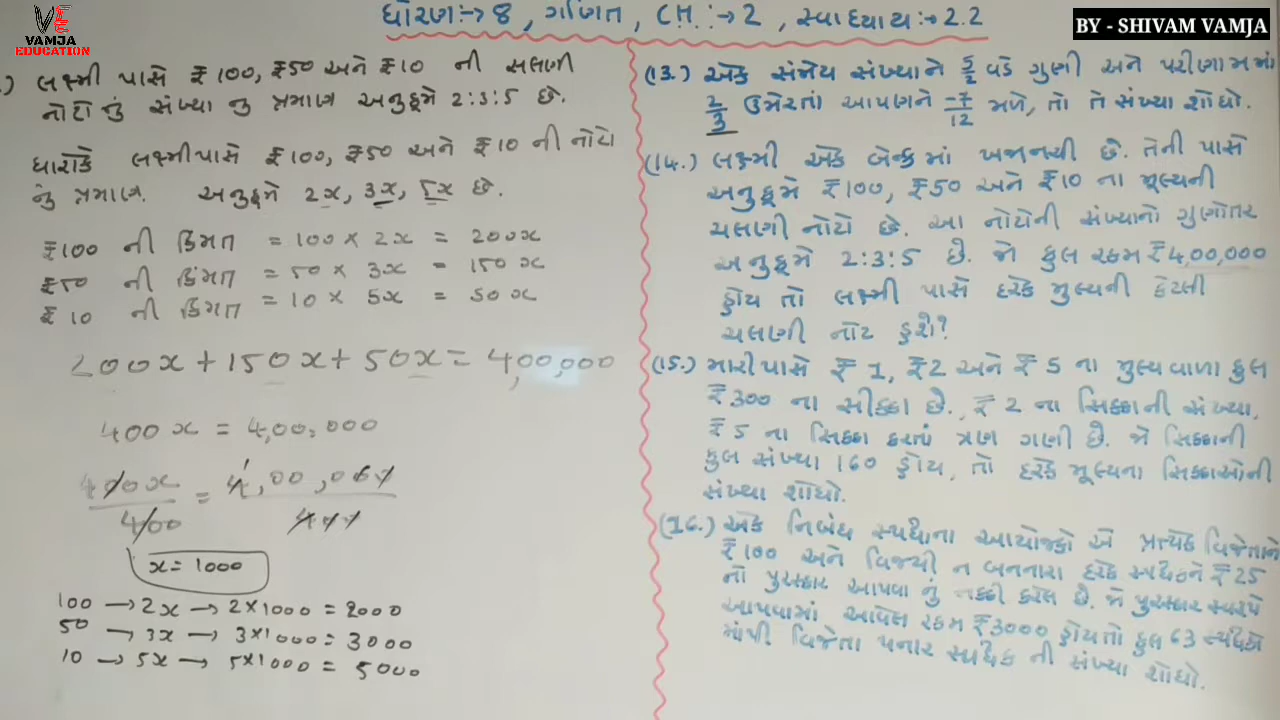 VE
VAMJA
EDUCATION
BY - SHIVAM VAMJA
ધોરણ:→ 8 , ગણિત , CH.:→ 2 , સ્વાધ્યાય:→ 2.2
.) લક્ષ્મી પાસે ₹100, ₹50 અને ₹10 ની ચલણી
નોટો નું સંખ્યા નુ પ્રમાણ અનુક્રમે 2:3:5 છે.
ધારોકે લક્ષ્મીપાસે ₹100, ₹50 અને ₹10 ની નોટો
નું પ્રમાણ અનુક્રમે 2x, 3x, 5x છે.
₹100 ની કિંમત = 100 × 2x = 200x
₹50 ની કિંમત = 50 × 3x = 150x
₹10 ની કિંમત = 10 × 5x = 50x
200x + 150x + 50x = 4,00,000
400x = 4,00,000
400x / 400 = 4,00,000 / 400
x = 1000
100 → 2x → 2×1000 = 2000
50 → 3x → 3×1000 = 3000
10 → 5x → 5×1000 = 5000
(13.) એક સંમેય સંખ્યાને 5/2 વડે ગુણી અને પરીણામમાં
2/3 ઉમેરતાં આપણને -7/12 મળે, તો તે સંખ્યા શોધો.
(14.) લક્ષ્મી એક બેન્કમાં ખજાનચી છે. તેની પાસે
અનુક્રમે ₹100, ₹50 અને ₹10 ના મૂલ્યની
ચલણી નોટો છે. આ નોટોની સંખ્યાનો ગુણોતર
અનુક્રમે 2:3:5 છે. જો કુલ રકમ ₹4,00,000
હોય તો લક્ષ્મી પાસે દરેક મુલ્યની કેટલી
ચલણી નોટ હશે?
(15.) મારીપાસે ₹ 1, ₹2 અને ₹ 5 ના મુલ્યવાળા કુલ
₹300 ના સીક્કા છે. ₹ 2 ના સિક્કાની સંખ્યા,
₹ 5 ના સિક્કા કરતાં ત્રણ ગણી છે. જો સિક્કાની
કુલ સંખ્યા 160 હોય, તો દરેક મૂલ્યના સિક્કાઓની
સંખ્યા શોધો.
(16.) એક નિબંધ સ્પર્ધાના આયોજકો એ પ્રત્યેક વિજેતાને
₹100 અને વિજયી ન બનનારા દરેક સ્પર્ધકને ₹25
નો પુરસ્કાર આપવા નું નક્કી કરેલ છે. જો પુરસ્કાર સ્વરૂપે
આપવામાં આવેલ રકમ ₹3000 હોય તો કુલ 63 સ્પર્ધકો
માંથી વિજેતા બનાર સ્પર્ધક ની સંખ્યા શોધો.